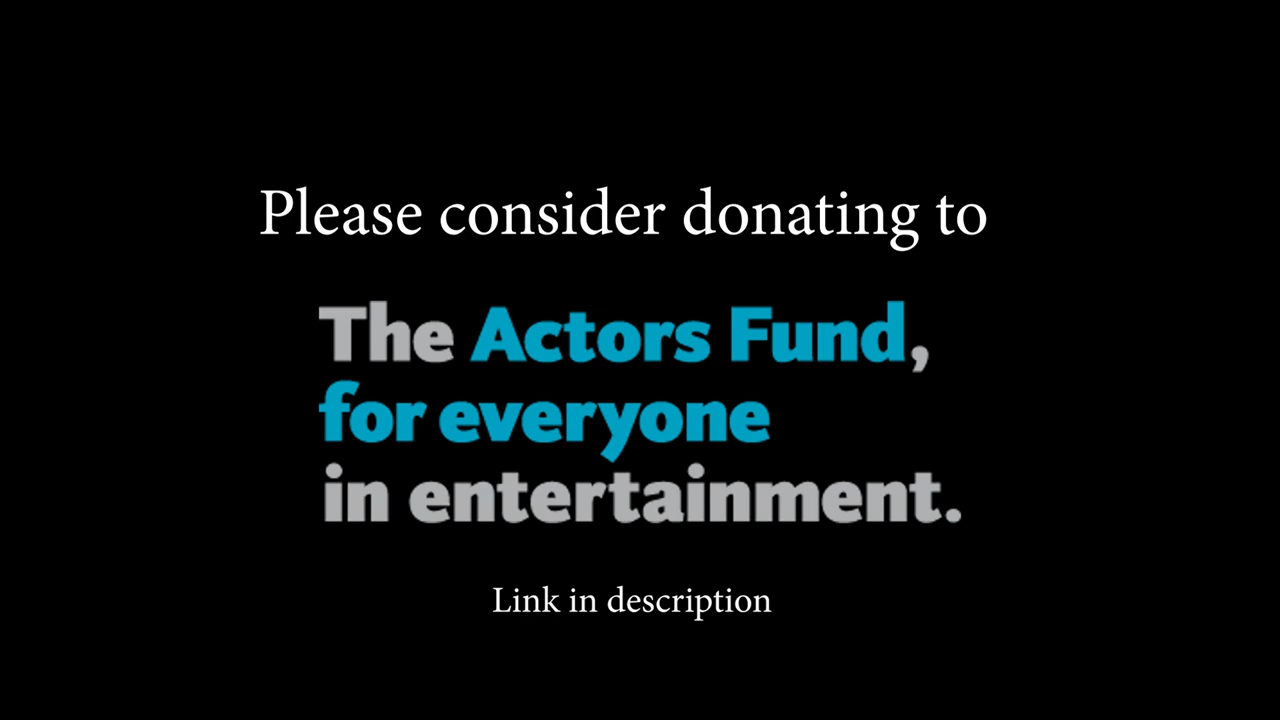 Please consider donating to
The Actors Fund,
for everyone
in entertainment.
Link in description